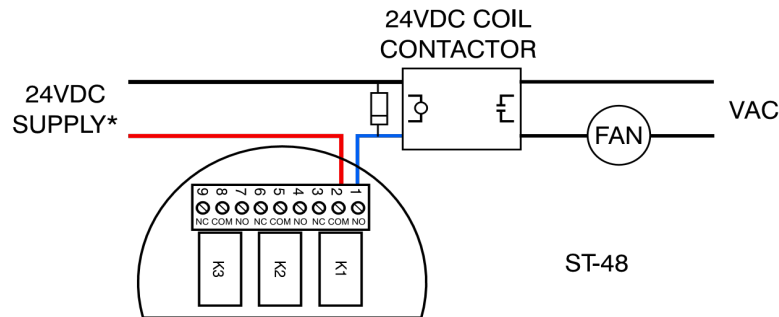 24VDC COIL
CONTACTOR
24VDC
SUPPLY*
VAC
FAN
9 8 7 6 5 4 3 2 1
NC COM NO NC COM NO NC COM NO
K3 K2 K1
ST-48